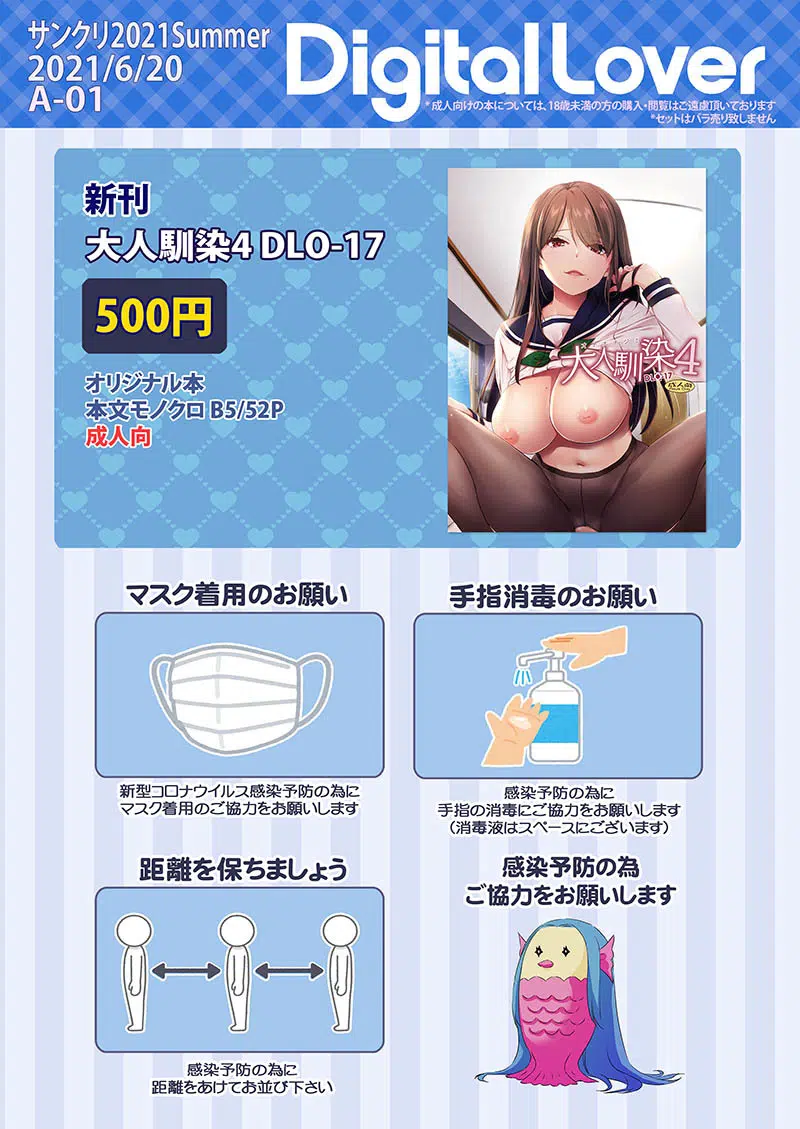 サンクリ2021Summer
2021/6/20
A-01
Digital Lover
*成人向けの本については、18歳未満の方の購入・閲覧はご遠慮頂いております
*セットはバラ売り致しません
新刊
大人馴染4 DLO-17
500円
オリジナル本
本文モノクロ B5/52P
成人向
大人馴染4
DLO-17
成人向
マスク着用のお願い
新型コロナウイルス感染予防の為に
マスク着用のご協力をお願いします
手指消毒のお願い
感染予防の為に
手指の消毒にご協力をお願いします
(消毒液はスペースにございます)
距離を保ちましょう
感染予防の為に
距離をあけてお並び下さい
感染予防の為
ご協力をお願いします